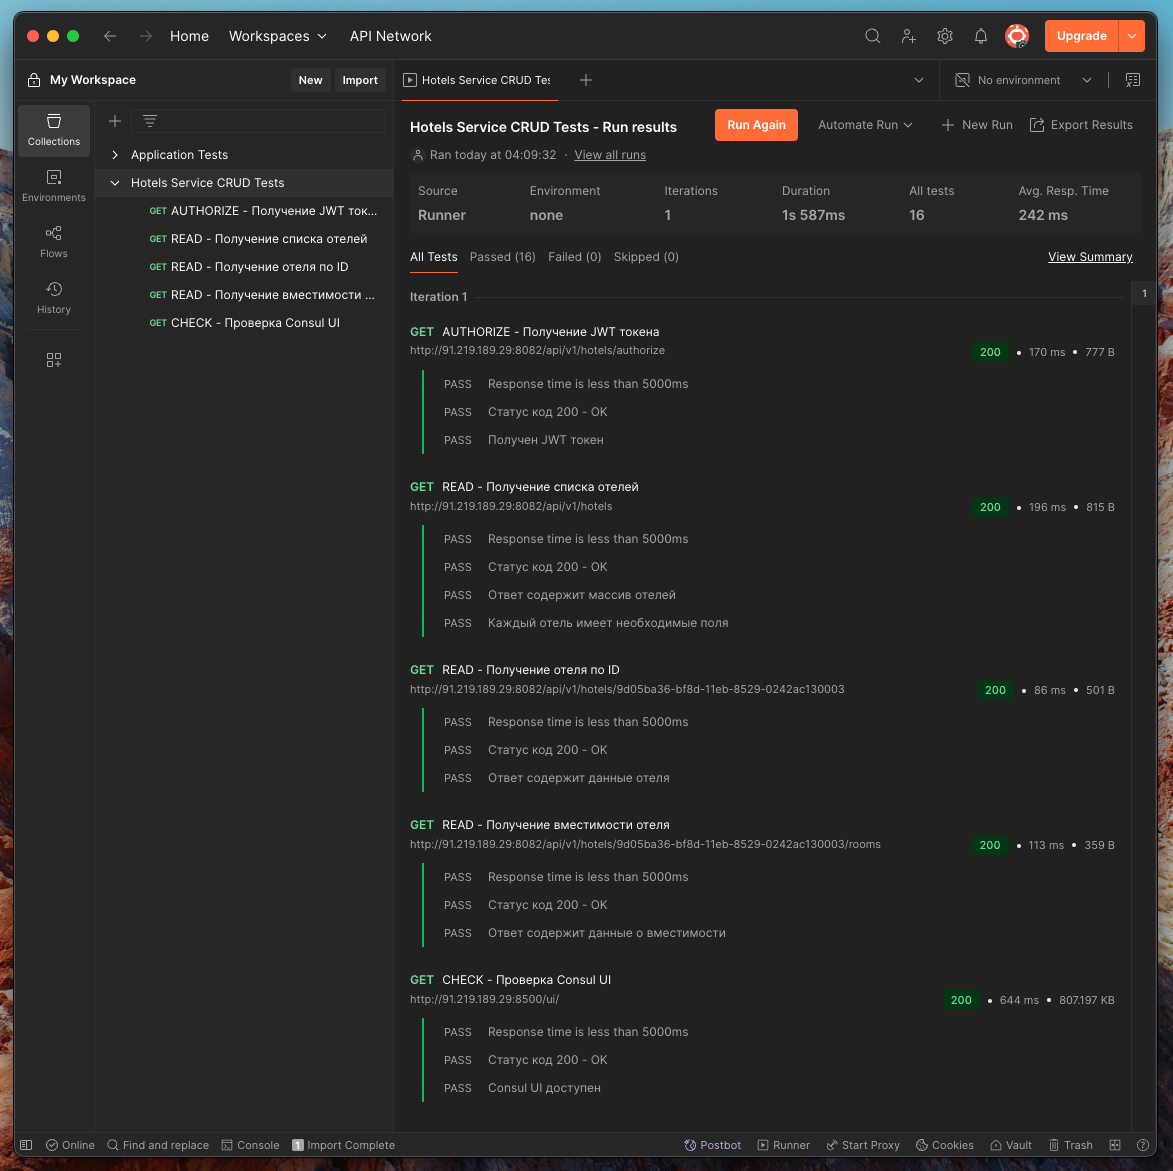 Home
Workspaces
API Network
Upgrade
My Workspace
New
Import
Hotels Service CRUD Tes
No environment
Collections
Environments
Flows
History
Application Tests
Hotels Service CRUD Tests
GET AUTHORIZE - Получение JWT ток...
GET READ - Получение списка отелей
GET READ - Получение отеля по ID
GET READ - Получение вместимости ...
GET CHECK - Проверка Consul UI
Hotels Service CRUD Tests - Run results
Run Again
Automate Run
New Run
Export Results
Ran today at 04:09:32 · View all runs
Source Environment Iterations Duration All tests Avg. Resp. Time
Runner none 1 1s 587ms 16 242 ms
All Tests Passed (16) Failed (0) Skipped (0) View Summary
Iteration 1
1
GET AUTHORIZE - Получение JWT токена
http://91.219.189.29:8082/api/v1/hotels/authorize
200 • 170 ms • 777 B
PASS Response time is less than 5000ms
PASS Статус код 200 - OK
PASS Получен JWT токен
GET READ - Получение списка отелей
http://91.219.189.29:8082/api/v1/hotels
200 • 196 ms • 815 B
PASS Response time is less than 5000ms
PASS Статус код 200 - OK
PASS Ответ содержит массив отелей
PASS Каждый отель имеет необходимые поля
GET READ - Получение отеля по ID
http://91.219.189.29:8082/api/v1/hotels/9d05ba36-bf8d-11eb-8529-0242ac130003
200 • 86 ms • 501 B
PASS Response time is less than 5000ms
PASS Статус код 200 - OK
PASS Ответ содержит данные отеля
GET READ - Получение вместимости отеля
http://91.219.189.29:8082/api/v1/hotels/9d05ba36-bf8d-11eb-8529-0242ac130003/rooms
200 • 113 ms • 359 B
PASS Response time is less than 5000ms
PASS Статус код 200 - OK
PASS Ответ содержит данные о вместимости
GET CHECK - Проверка Consul UI
http://91.219.189.29:8500/ui/
200 • 644 ms • 807.197 KB
PASS Response time is less than 5000ms
PASS Статус код 200 - OK
PASS Consul UI доступен
Online
Find and replace
Console
1 Import Complete
Postbot
Runner
Start Proxy
Cookies
Vault
Trash